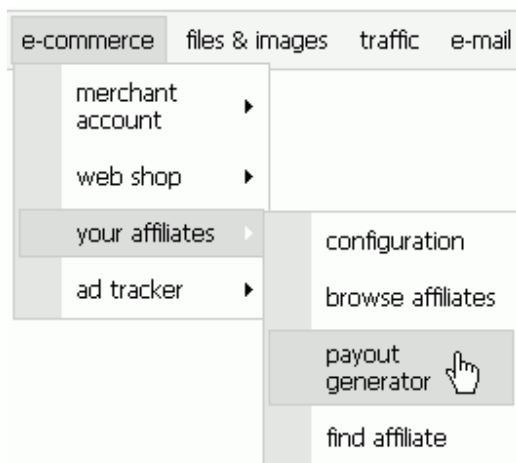 e-commerce files & images traffic e-mail
merchant
account
web shop
your affiliates
ad tracker
configuration
browse affiliates
payout
generator
find affiliate